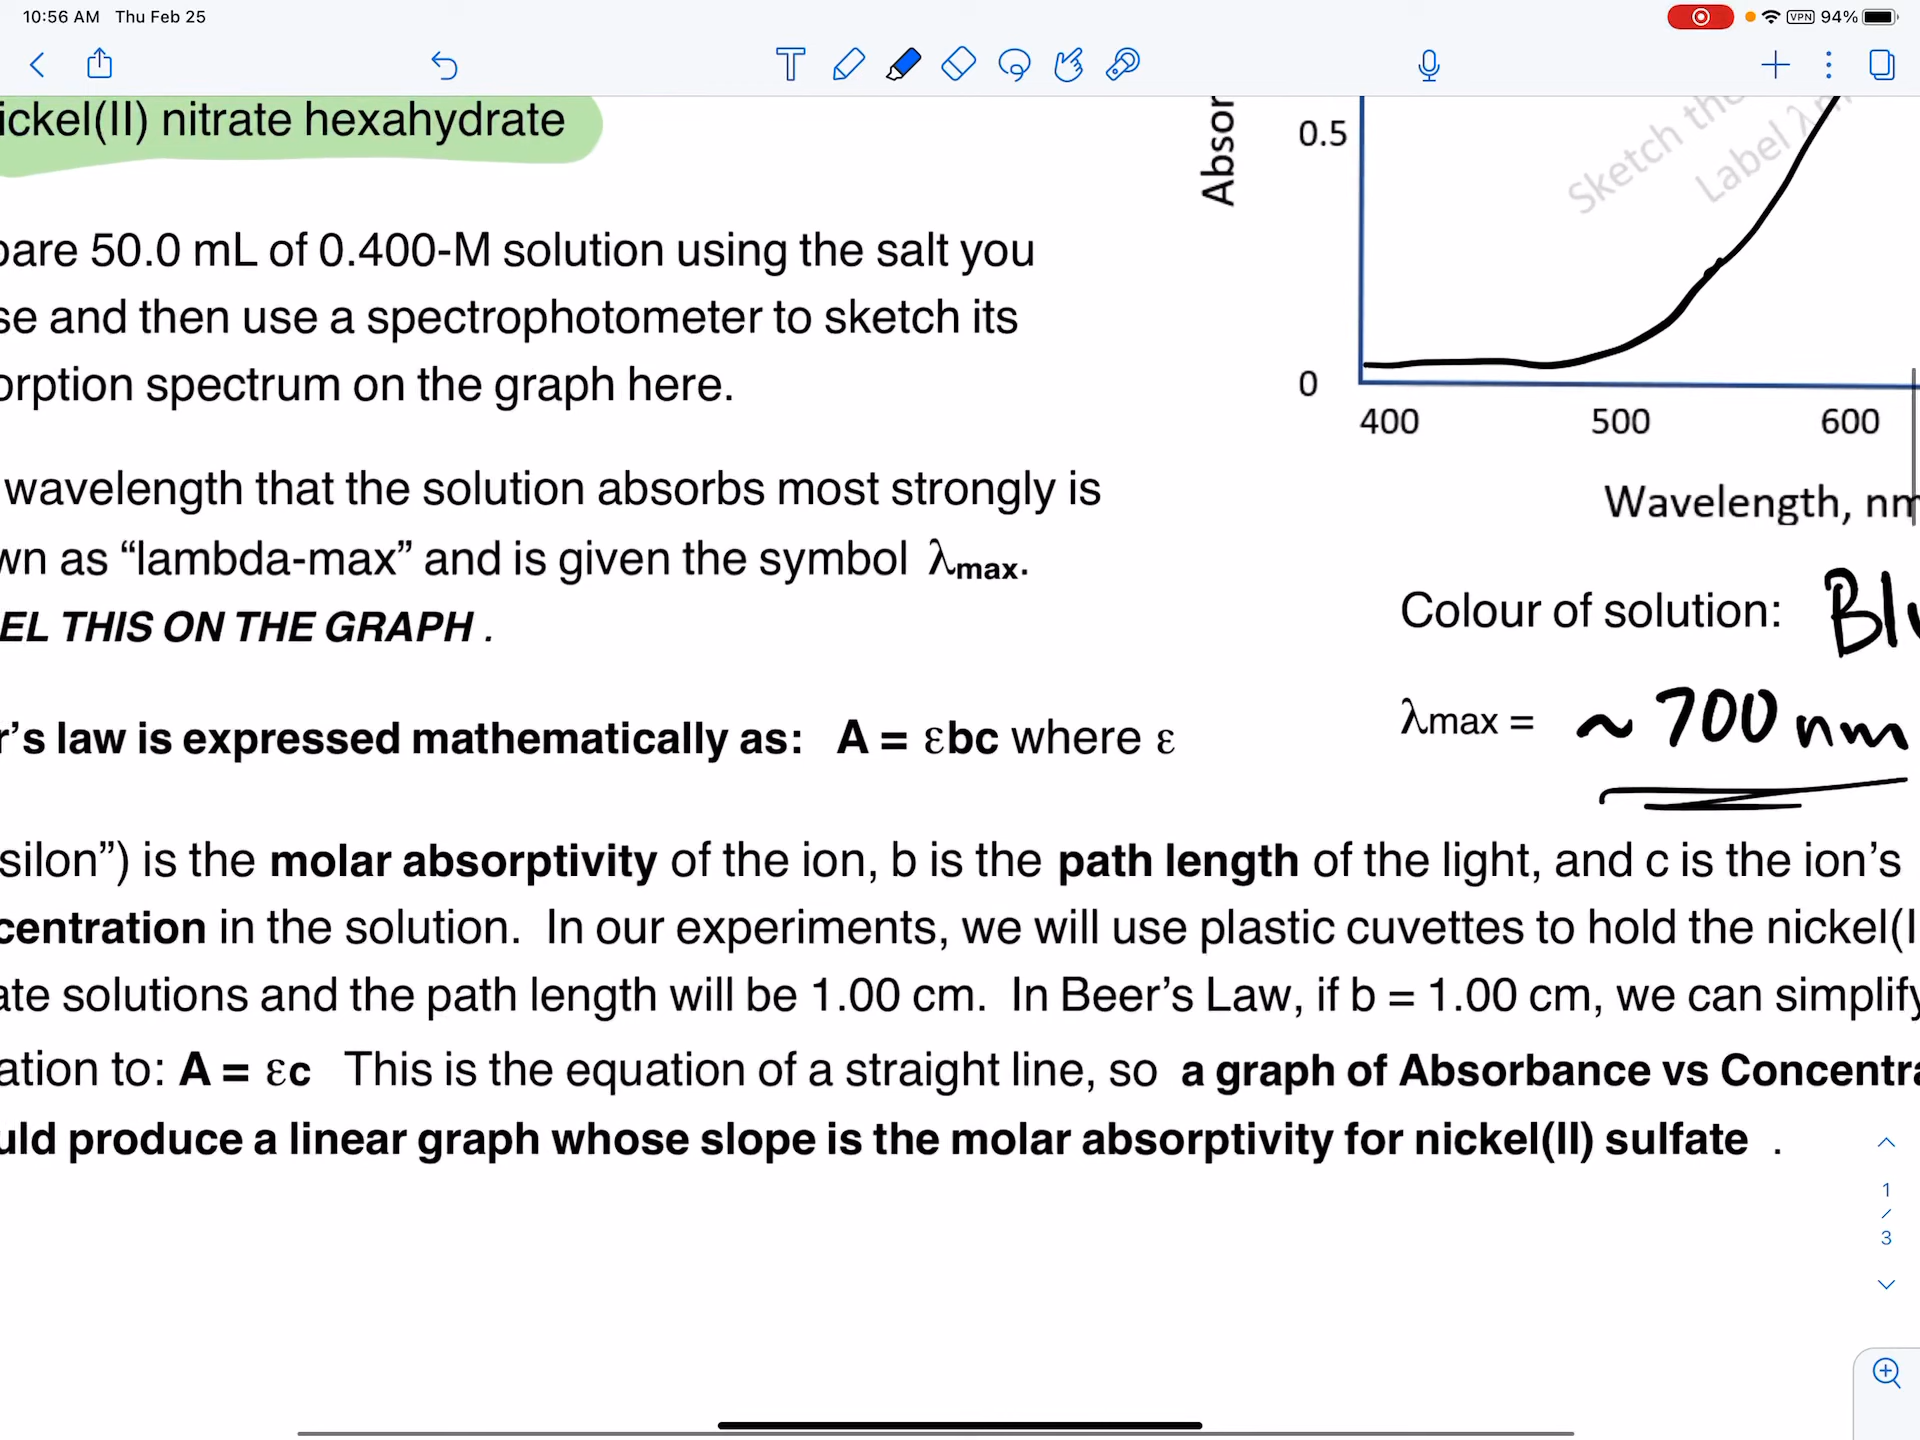 10:56 AM Thu Feb 25
VPN 94%
ickel(II) nitrate hexahydrate
pare 50.0 mL of 0.400-M solution using the salt you
se and then use a spectrophotometer to sketch its
orption spectrum on the graph here.
wavelength that the solution absorbs most strongly is
wn as “lambda-max” and is given the symbol λmax.
EL THIS ON THE GRAPH .
Absor
0.5
Sketch the
Label λm
0
400 500 600
Wavelength, nm
Colour of solution: Blu
λmax = ~ 700 nm
r’s law is expressed mathematically as: A = εbc where ε
silon”) is the molar absorptivity of the ion, b is the path length of the light, and c is the ion’s
centration in the solution. In our experiments, we will use plastic cuvettes to hold the nickel(I
ate solutions and the path length will be 1.00 cm. In Beer’s Law, if b = 1.00 cm, we can simplify
ation to: A = εc This is the equation of a straight line, so a graph of Absorbance vs Concentra
uld produce a linear graph whose slope is the molar absorptivity for nickel(II) sulfate .
1
/
3